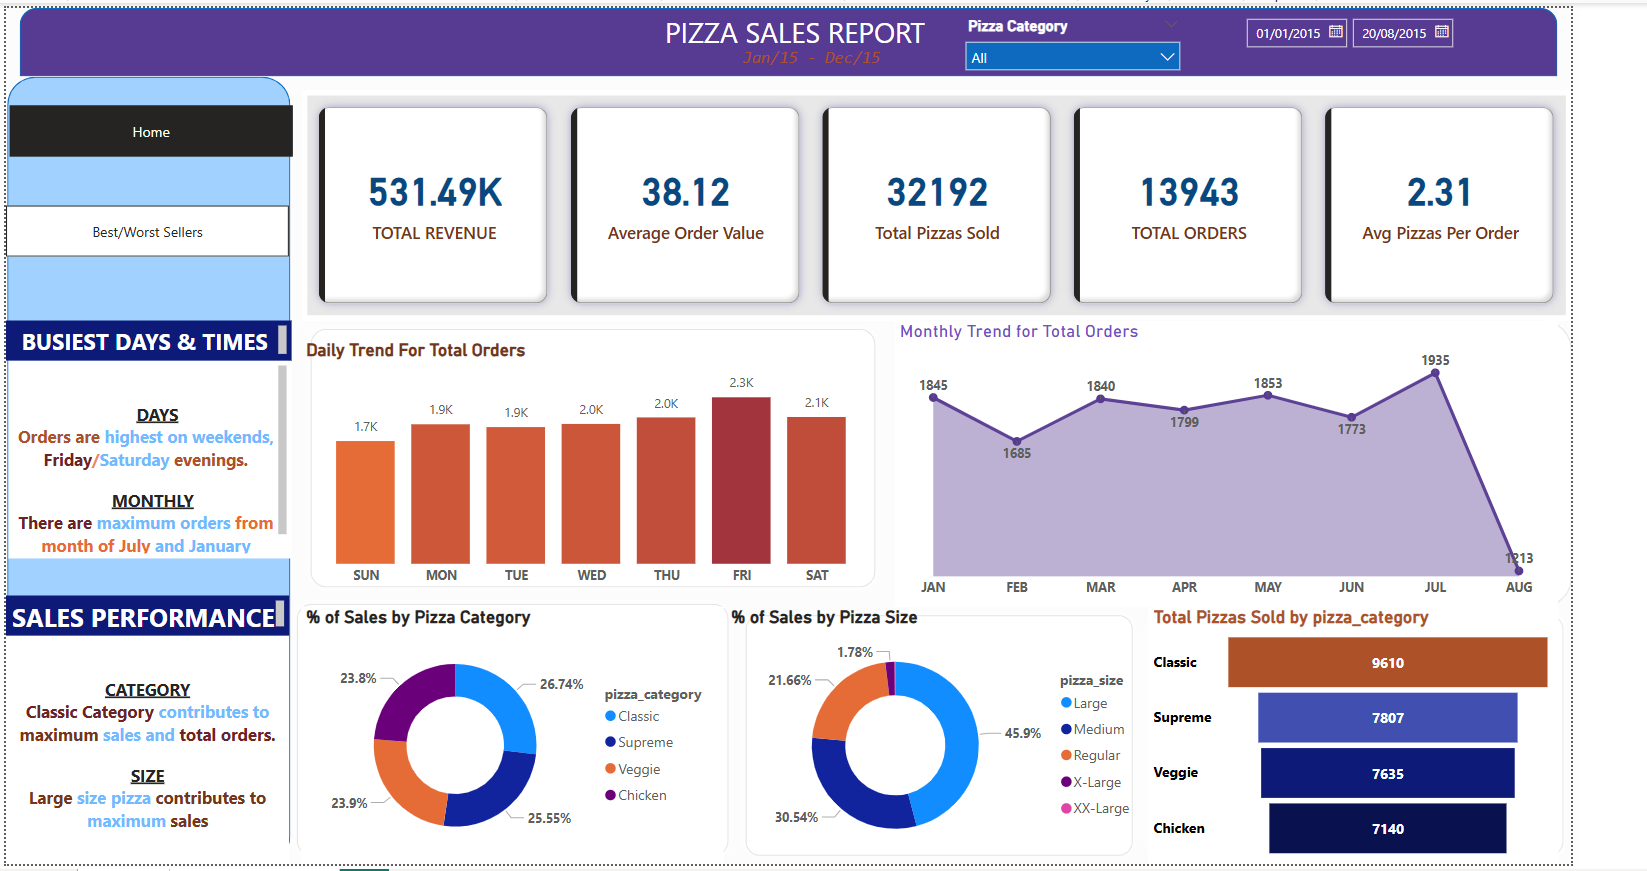 PIZZA SALES REPORT
Jan/15 - Dec/15
Pizza Category
All
01/01/2015
20/08/2015
Home
Best/Worst Sellers
531.49K
TOTAL REVENUE
38.12
Average Order Value
32192
Total Pizzas Sold
13943
TOTAL ORDERS
2.31
Avg Pizzas Per Order
BUSIEST DAYS & TIMES
DAYS
Orders are highest on weekends,
Friday/Saturday evenings.
MONTHLY
There are maximum orders from
month of July and January
SALES PERFORMANCE
CATEGORY
Classic Category contributes to
maximum sales and total orders.
SIZE
Large size pizza contributes to
maximum sales
Daily Trend For Total Orders
1.7K
1.9K
1.9K
2.0K
2.0K
2.3K
2.1K
SUN MON TUE WED THU FRI SAT
Monthly Trend for Total Orders
1845
1685
1840
1799
1853
1773
1935
1213
JAN FEB MAR APR MAY JUN JUL AUG
% of Sales by Pizza Category
26.74%
25.55%
23.9%
23.8%
pizza_category
Classic
Supreme
Veggie
Chicken
% of Sales by Pizza Size
1.78%
21.66%
45.9%
30.54%
pizza_size
Large
Medium
Regular
X-Large
XX-Large
Total Pizzas Sold by pizza_category
Classic 9610
Supreme 7807
Veggie 7635
Chicken 7140